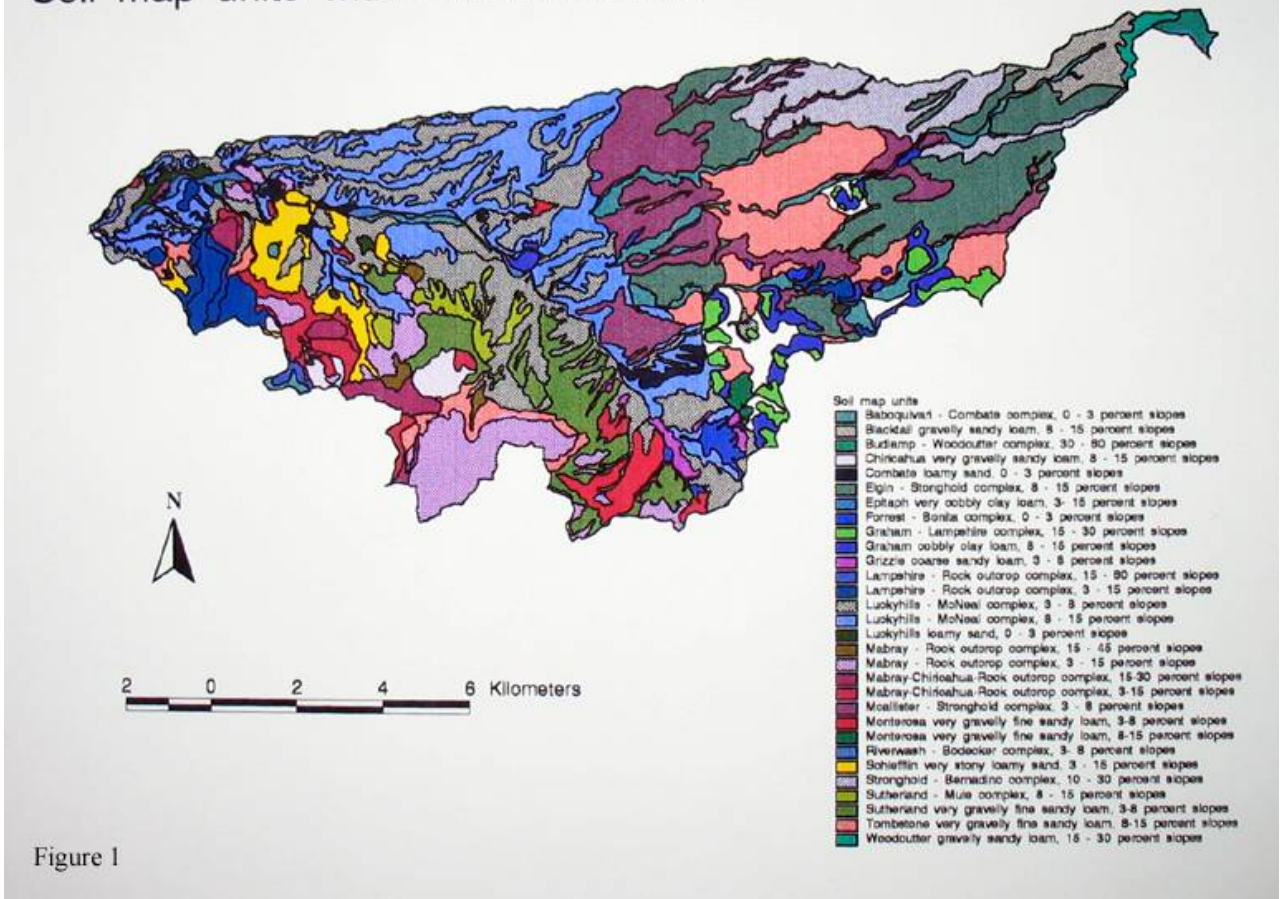 Soil map units
N
2 0 2 4 6 Kilometers
Soil map units
Baboquivari - Combate complex, 0 - 3 percent slopes
Blacktail gravelly sandy loam, 8 - 15 percent slopes
Budlamp - Woodcutter complex, 30 - 60 percent slopes
Chiricahua very gravelly sandy loam, 8 - 15 percent slopes
Combate loamy sand, 0 - 3 percent slopes
Elgin - Stonghold complex, 8 - 15 percent slopes
Epitaph very cobbly clay loam, 3- 15 percent slopes
Forrest - Bonita complex, 0 - 3 percent slopes
Graham - Lampshire complex, 15 - 30 percent slopes
Graham cobbly clay loam, 8 - 15 percent slopes
Grizzle coarse sandy loam, 3 - 8 percent slopes
Lampshire - Rock outcrop complex, 15 - 60 percent slopes
Lampshire - Rock outcrop complex, 3 - 15 percent slopes
Luckyhills - McNeal complex, 3 - 8 percent slopes
Luckyhills - McNeal complex, 8 - 15 percent slopes
Luckyhills loamy sand, 0 - 3 percent slopes
Mabray - Rock outcrop complex, 15 - 45 percent slopes
Mabray - Rock outcrop complex, 3 - 15 percent slopes
Mabray-Chiricahua-Rock outcrop complex, 15-30 percent slopes
Mabray-Chiricahua-Rock outcrop complex, 3-15 percent slopes
Mcallister - Stronghold complex, 3 - 8 percent slopes
Monterosa very gravelly fine sandy loam, 3-8 percent slopes
Monterosa very gravelly fine sandy loam, 8-15 percent slopes
Riverwash - Bodecker complex, 3- 8 percent slopes
Schiefflin very stony loamy sand, 3 - 15 percent slopes
Stronghold - Bernadino complex, 10 - 30 percent slopes
Sutherland - Mule complex, 8 - 15 percent slopes
Sutherland very gravelly fine sandy loam, 3-8 percent slopes
Tombstone very gravelly fine sandy loam, 8-15 percent slopes
Woodcutter gravelly sandy loam, 15 - 30 percent slopes
Figure 1